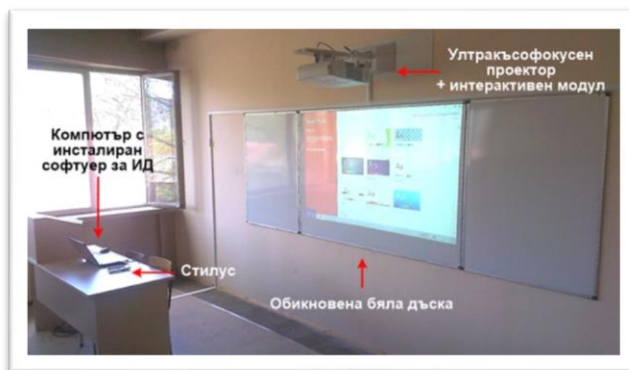 Ултракъсофокусен
проектор
+ интерактивен модул
Компютър с
инсталиран
софтуер за ИД
Стилус
Обикновена бяла дъска